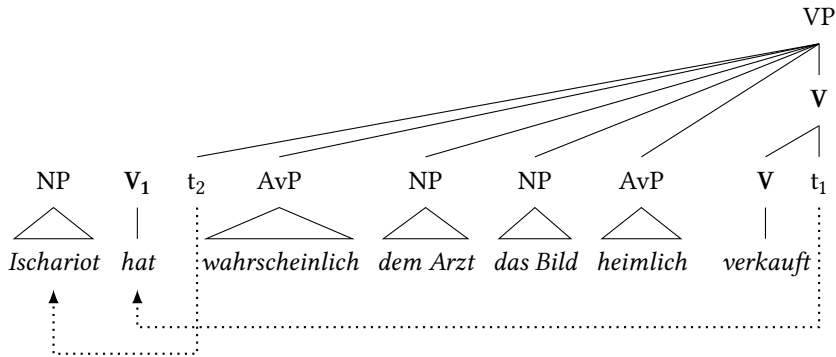 VP
V
NP V₁ t₂ AvP NP NP AvP V t₁
Ischariot hat wahrscheinlich dem Arzt das Bild heimlich verkauft